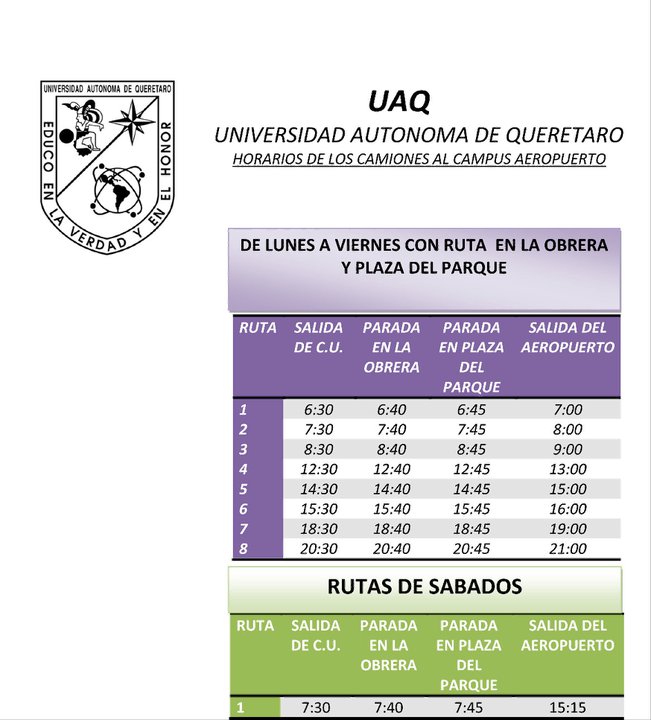 UNIVERSIDAD AUTONOMA DE QUERETARO
EDUCO EN LA VERDAD Y EN EL HONOR
UAQ
UNIVERSIDAD AUTONOMA DE QUERETARO
HORARIOS DE LOS CAMIONES AL CAMPUS AEROPUERTO
DE LUNES A VIERNES CON RUTA EN LA OBRERA
Y PLAZA DEL PARQUE
RUTA SALIDA PARADA PARADA SALIDA DEL
DE C.U. EN LA EN PLAZA AEROPUERTO
OBRERA DEL
PARQUE
1 6:30 6:40 6:45 7:00
2 7:30 7:40 7:45 8:00
3 8:30 8:40 8:45 9:00
4 12:30 12:40 12:45 13:00
5 14:30 14:40 14:45 15:00
6 15:30 15:40 15:45 16:00
7 18:30 18:40 18:45 19:00
8 20:30 20:40 20:45 21:00
RUTAS DE SABADOS
RUTA SALIDA PARADA PARADA SALIDA DEL
DE C.U. EN LA EN PLAZA AEROPUERTO
OBRERA DEL
PARQUE
1 7:30 7:40 7:45 15:15